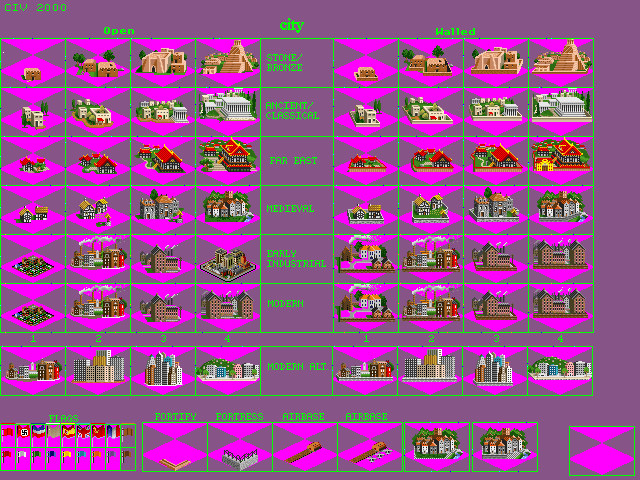 CIV 2000
city
Open
Walled
STONE/
BRONZE
ANCIENT/
CLASSICAL
FAR EAST
MEDIEVAL
EARLY
INDUSTRIAL
MODERN
1 2 3 4 1 2 3 4
MODERN ALT.
FLAGS
FORTIFY FORTRESS AIRBASE AIRBASE